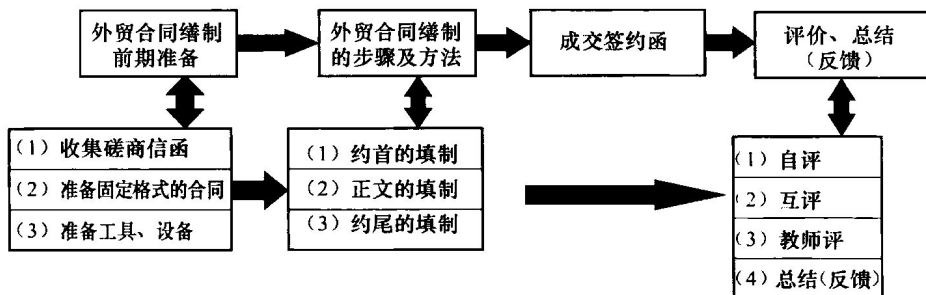 外贸合同缮制
前期准备
外贸合同缮制
的步骤及方法
成交签约函
评价、总结
（反馈）
（1）收集磋商信函
（2）准备固定格式的合同
（3）准备工具、设备
（1）约首的填制
（2）正文的填制
（3）约尾的填制
（1）自评
（2）互评
（3）教师评
（4）总结（反馈）